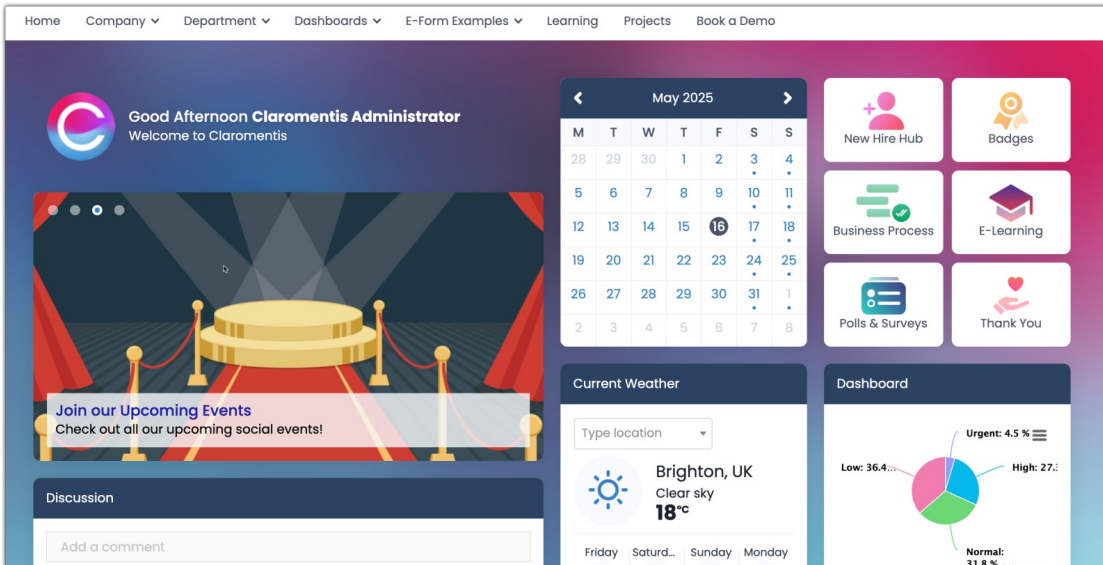 Home Company Department Dashboards E-Form Examples Learning Projects Book a Demo
Good Afternoon Claromentis Administrator
Welcome to Claromentis
Join our Upcoming Events
Check out all our upcoming social events!
Discussion
Add a comment
May 2025
M T W T F S S
28 29 30 1 2 3 4
5 6 7 8 9 10 11
12 13 14 15 16 17 18
19 20 21 22 23 24 25
26 27 28 29 30 31 1
2 3 4 5 6 7 8
Current Weather
Type location
Brighton, UK
Clear sky
18°C
Friday Saturd... Sunday Monday
New Hire Hub
Badges
Business Process
E-Learning
Polls & Surveys
Thank You
Dashboard
Urgent: 4.5 %
Low: 36.4...
High: 27.
Normal:
31.8 %